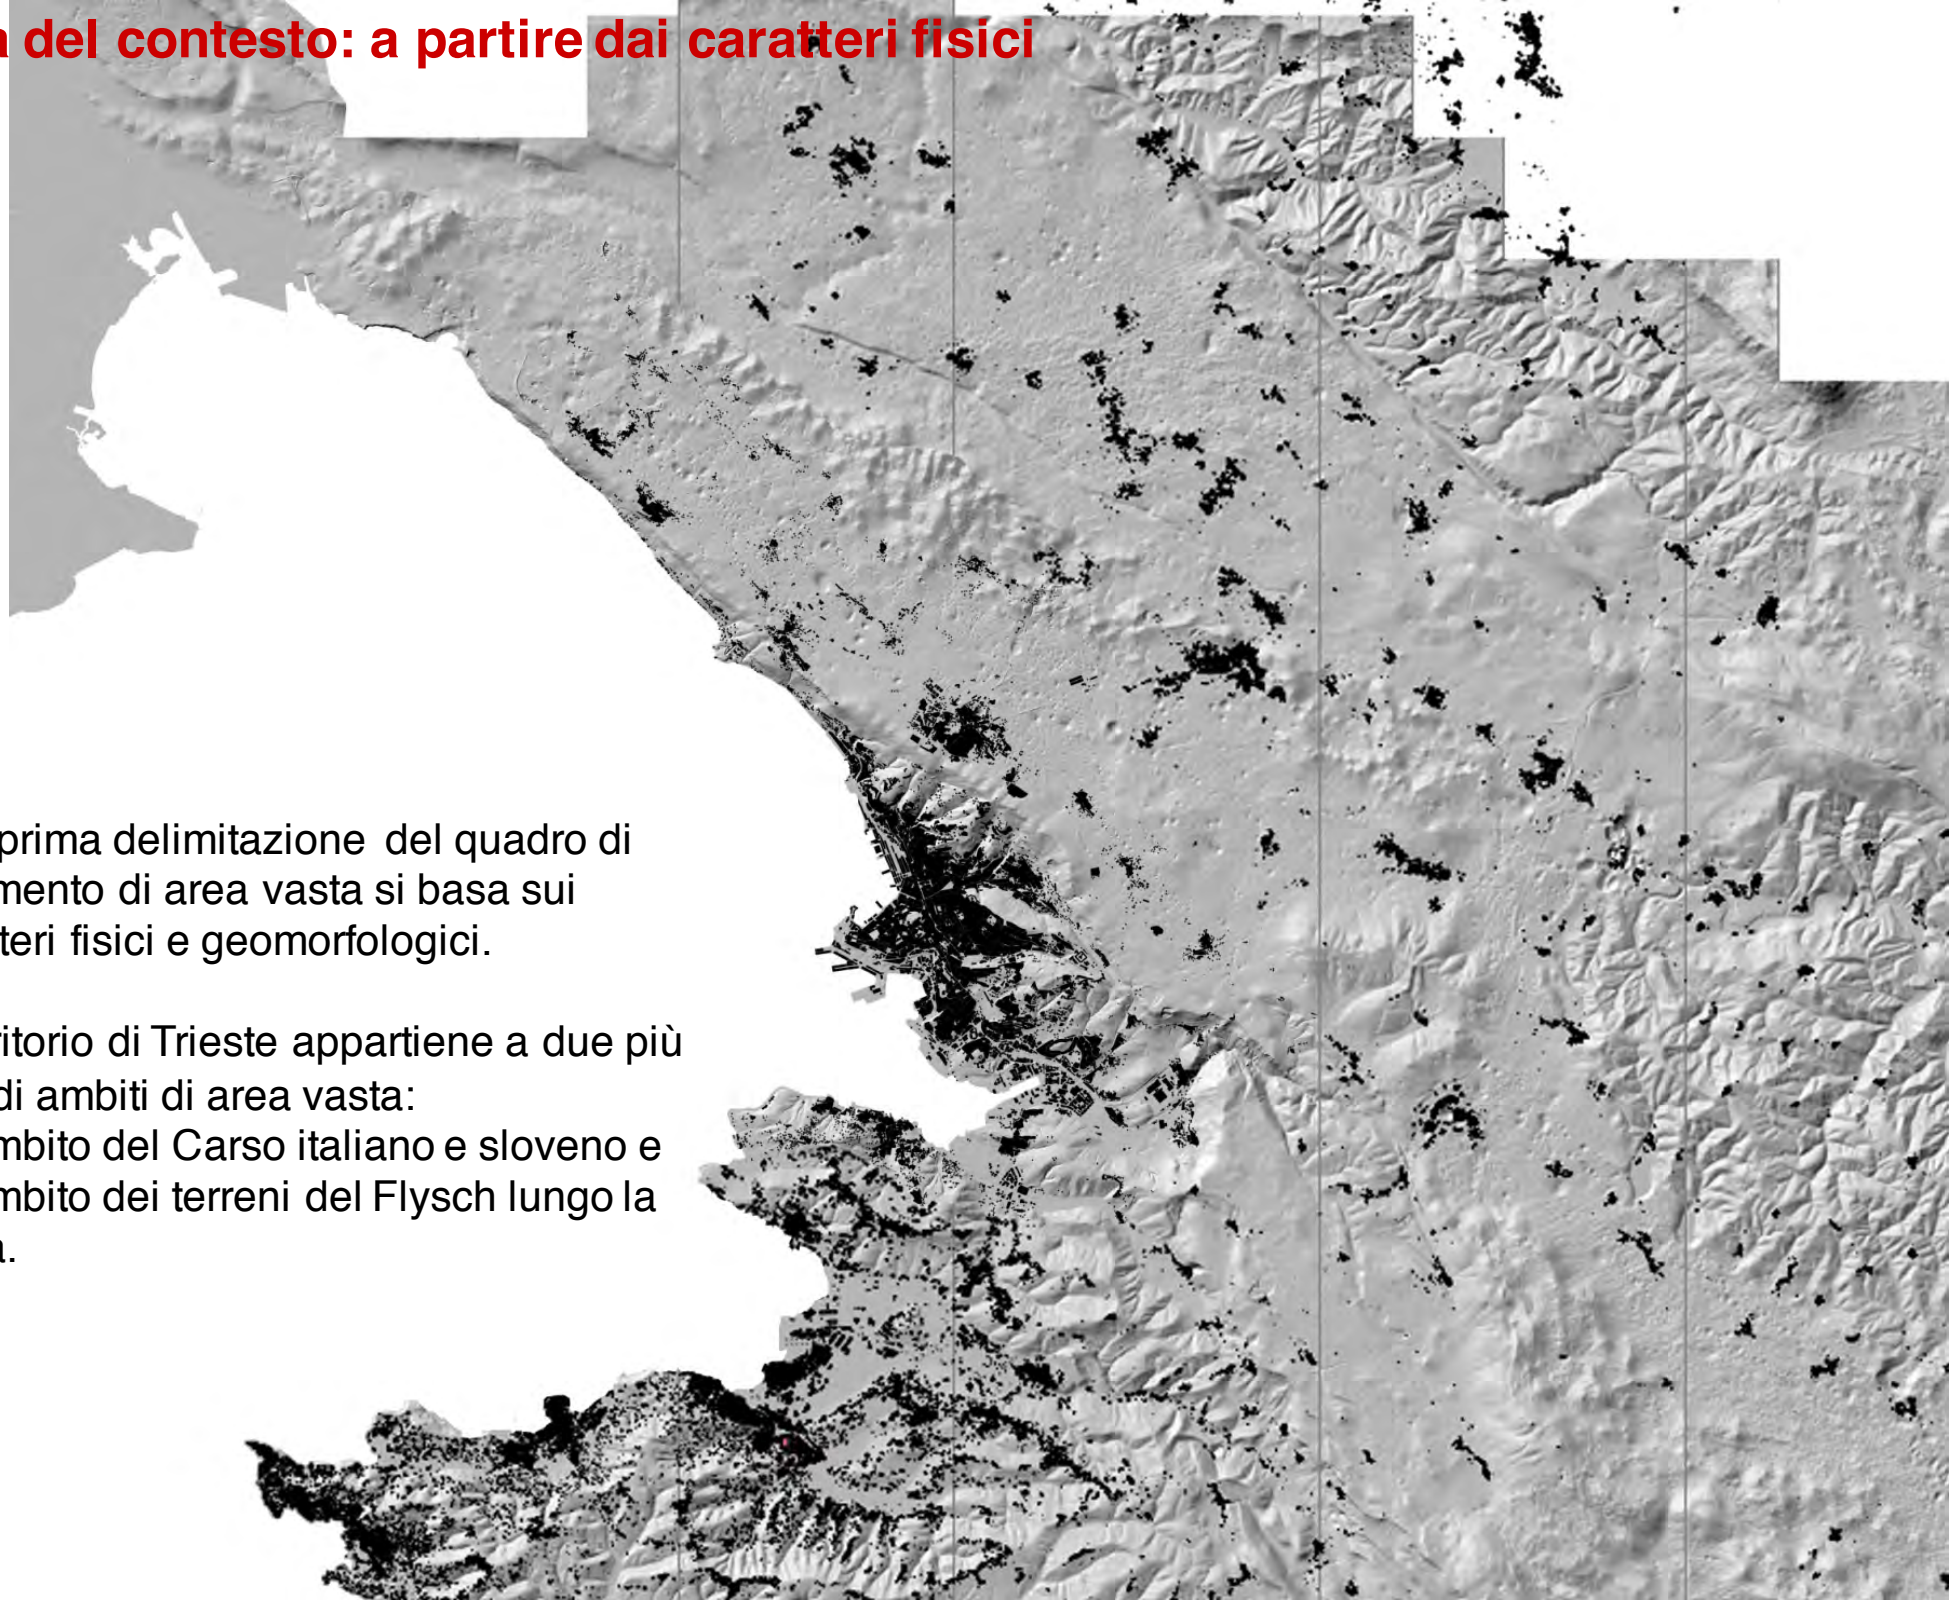 a del contesto: a partire dai caratteri fisici
prima delimitazione del quadro di
mento di area vasta si basa sui
teri fisici e geomorfologici.
ritorio di Trieste appartiene a due più
di ambiti di area vasta:
mbito del Carso italiano e sloveno e
mbito dei terreni del Flysch lungo la
a.